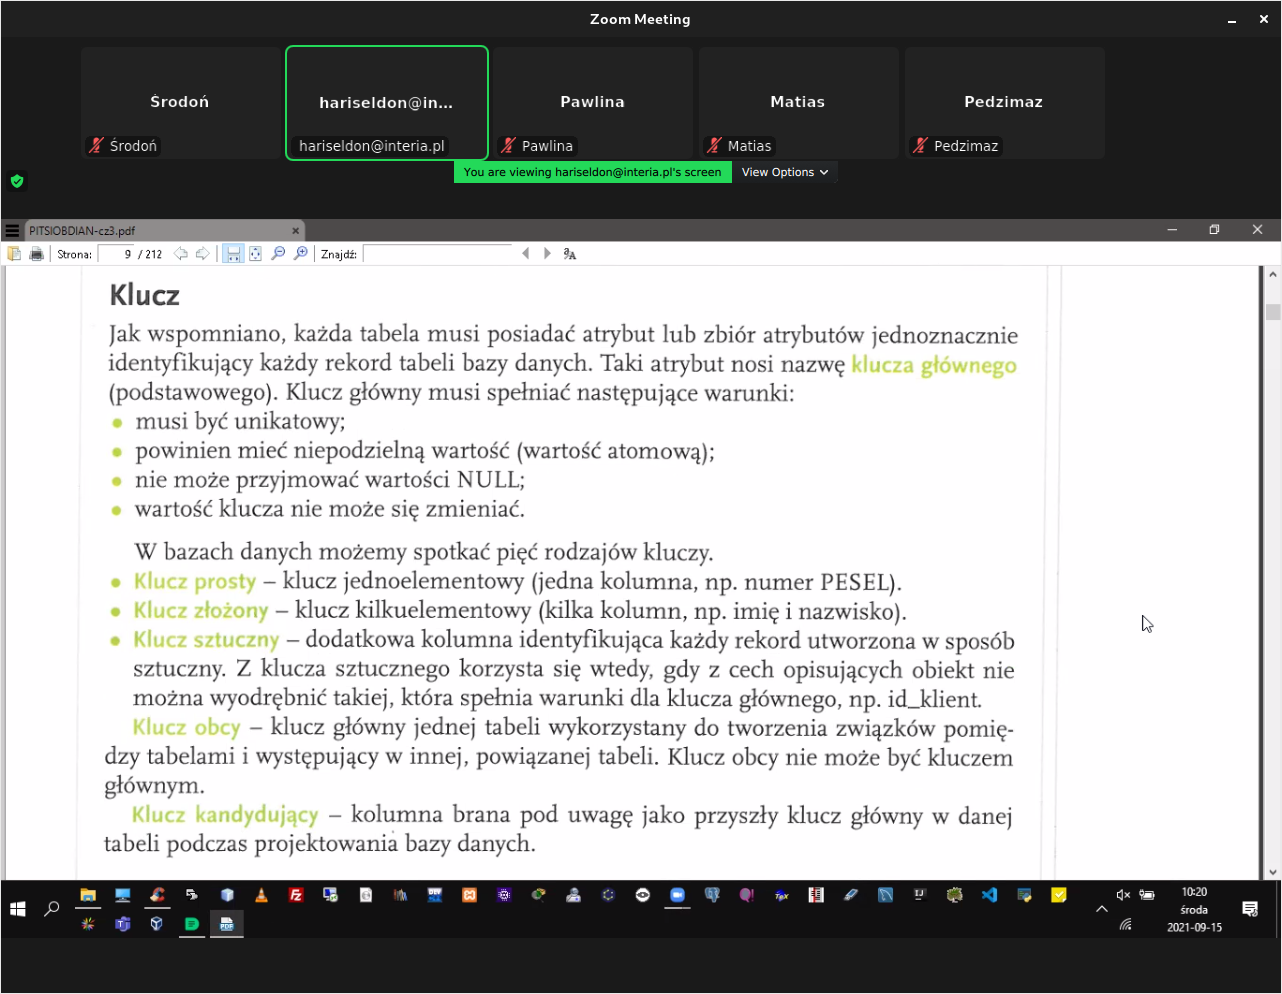 Zoom Meeting
Środoń
hariseldon@in...
Pawlina
Matias
Pedzimaz
Środoń
hariseldon@interia.pl
Pawlina
Matias
Pedzimaz
You are viewing hariseldon@interia.pl's screen
View Options
PITSIOBDIAN-cz3.pdf
Strona: 9 / 212 Znajdź:
Klucz
Jak wspomniano, każda tabela musi posiadać atrybut lub zbiór atrybutów jednoznacznie
identyfikujący każdy rekord tabeli bazy danych. Taki atrybut nosi nazwę klucza głównego
(podstawowego). Klucz główny musi spełniać następujące warunki:
• musi być unikatowy;
• powinien mieć niepodzielną wartość (wartość atomową);
• nie może przyjmować wartości NULL;
• wartość klucza nie może się zmieniać.
W bazach danych możemy spotkać pięć rodzajów kluczy.
• Klucz prosty – klucz jednoelementowy (jedna kolumna, np. numer PESEL).
• Klucz złożony – klucz kilkuelementowy (kilka kolumn, np. imię i nazwisko).
• Klucz sztuczny – dodatkowa kolumna identyfikująca każdy rekord utworzona w sposób
sztuczny. Z klucza sztucznego korzysta się wtedy, gdy z cech opisujących obiekt nie
można wyodrębnić takiej, która spełnia warunki dla klucza głównego, np. id_klient.
Klucz obcy – klucz główny jednej tabeli wykorzystany do tworzenia związków pomię-
dzy tabelami i występujący w innej, powiązanej tabeli. Klucz obcy nie może być kluczem
głównym.
Klucz kandydujący – kolumna brana pod uwagę jako przyszły klucz główny w danej
tabeli podczas projektowania bazy danych.
10:20
środa
2021-09-15